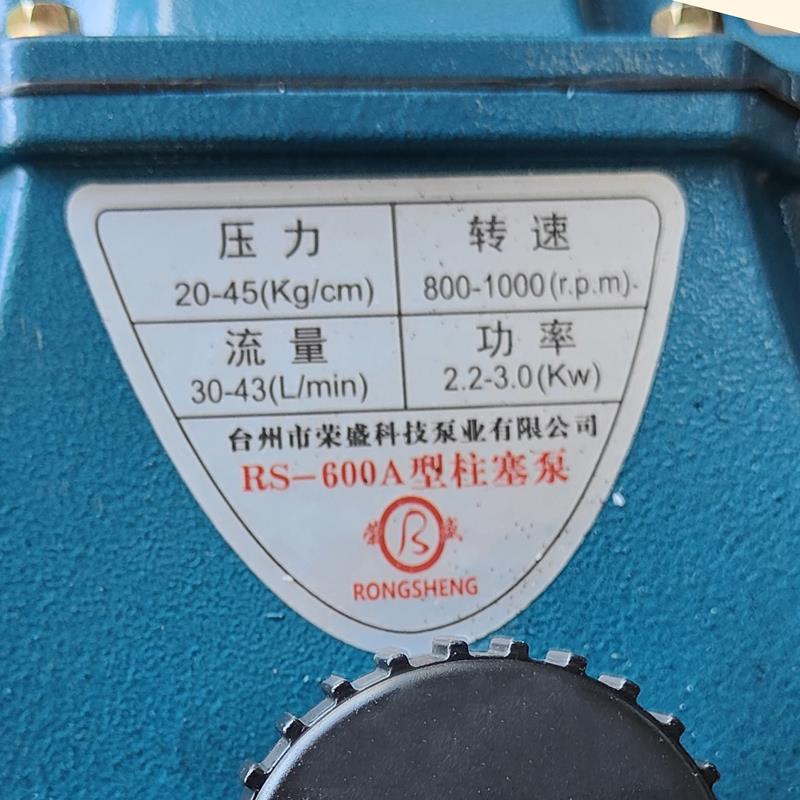 压力
20-45(Kg/cm)
转速
800-1000(r.p.m)
流量
30-43(L/min)
功率
2.2-3.0(Kw)
台州市荣盛科技泵业有限公司
RS-600A型柱塞泵
荣 盛
RONGSHENG